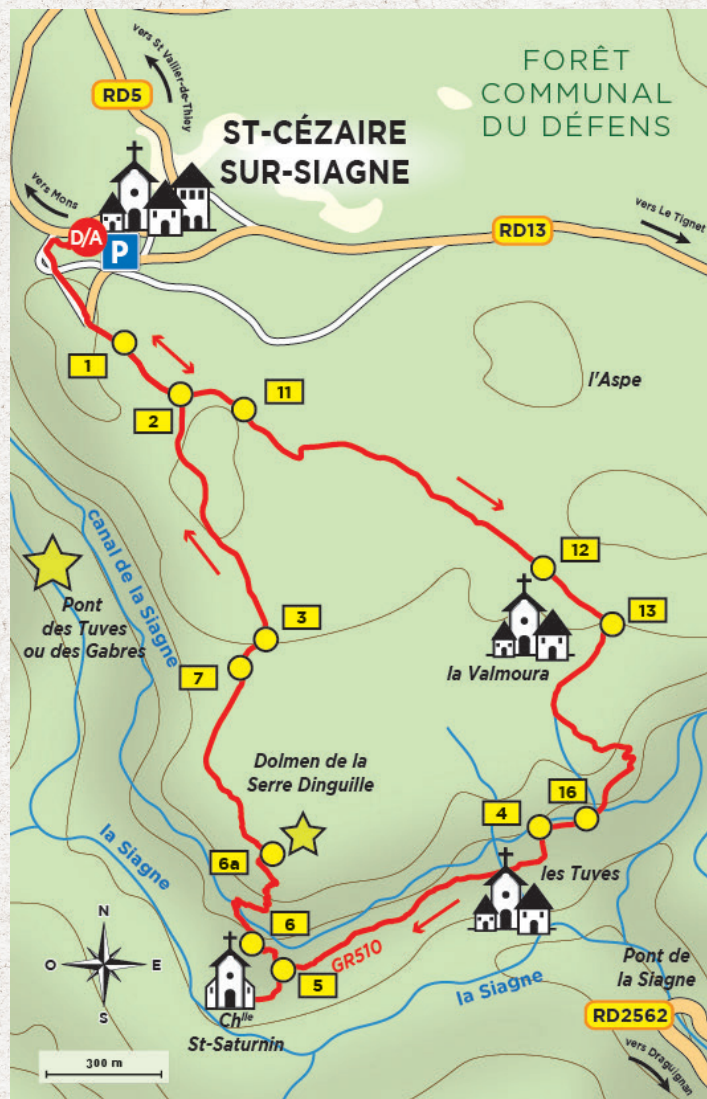 vers St Vallier-de-Thiey
RD5
FORÊT
COMMUNAL
DU DÉFENS
ST-CÉZAIRE
SUR-SIAGNE
vers Mons
D/A
P
RD13
vers Le Tignet
1
2
11
l'Aspe
canal de la Siagne
Pont
des Tuves
ou des Gabres
3
7
12
13
la Valmoura
Dolmen de la
Serre Dinguille
6a
4
16
les Tuves
la Siagne
6
5
GR510
Chlle
St-Saturnin
la Siagne
Pont de
la Siagne
RD2562
vers Draguignan
N
O
E
S
300 m